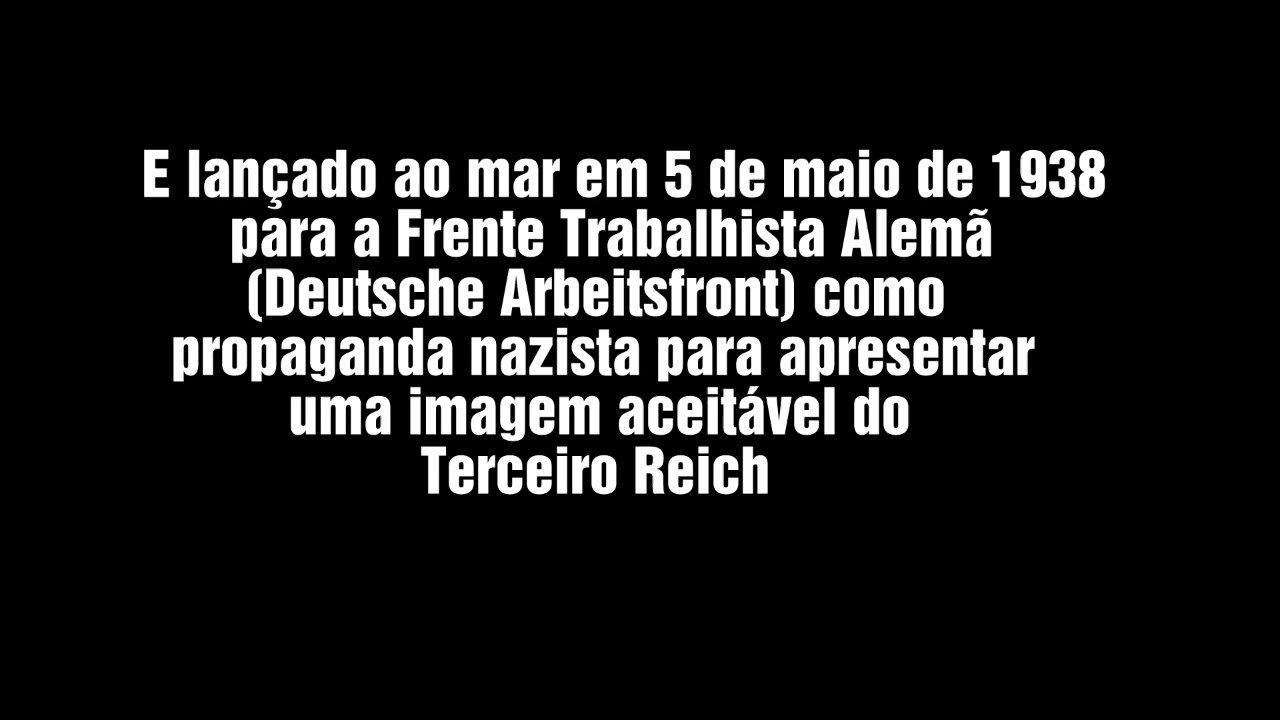 E lançado ao mar em 5 de maio de 1938
para a Frente Trabalhista Alemã
(Deutsche Arbeitsfront) como
propaganda nazista para apresentar
uma imagem aceitável do
Terceiro Reich